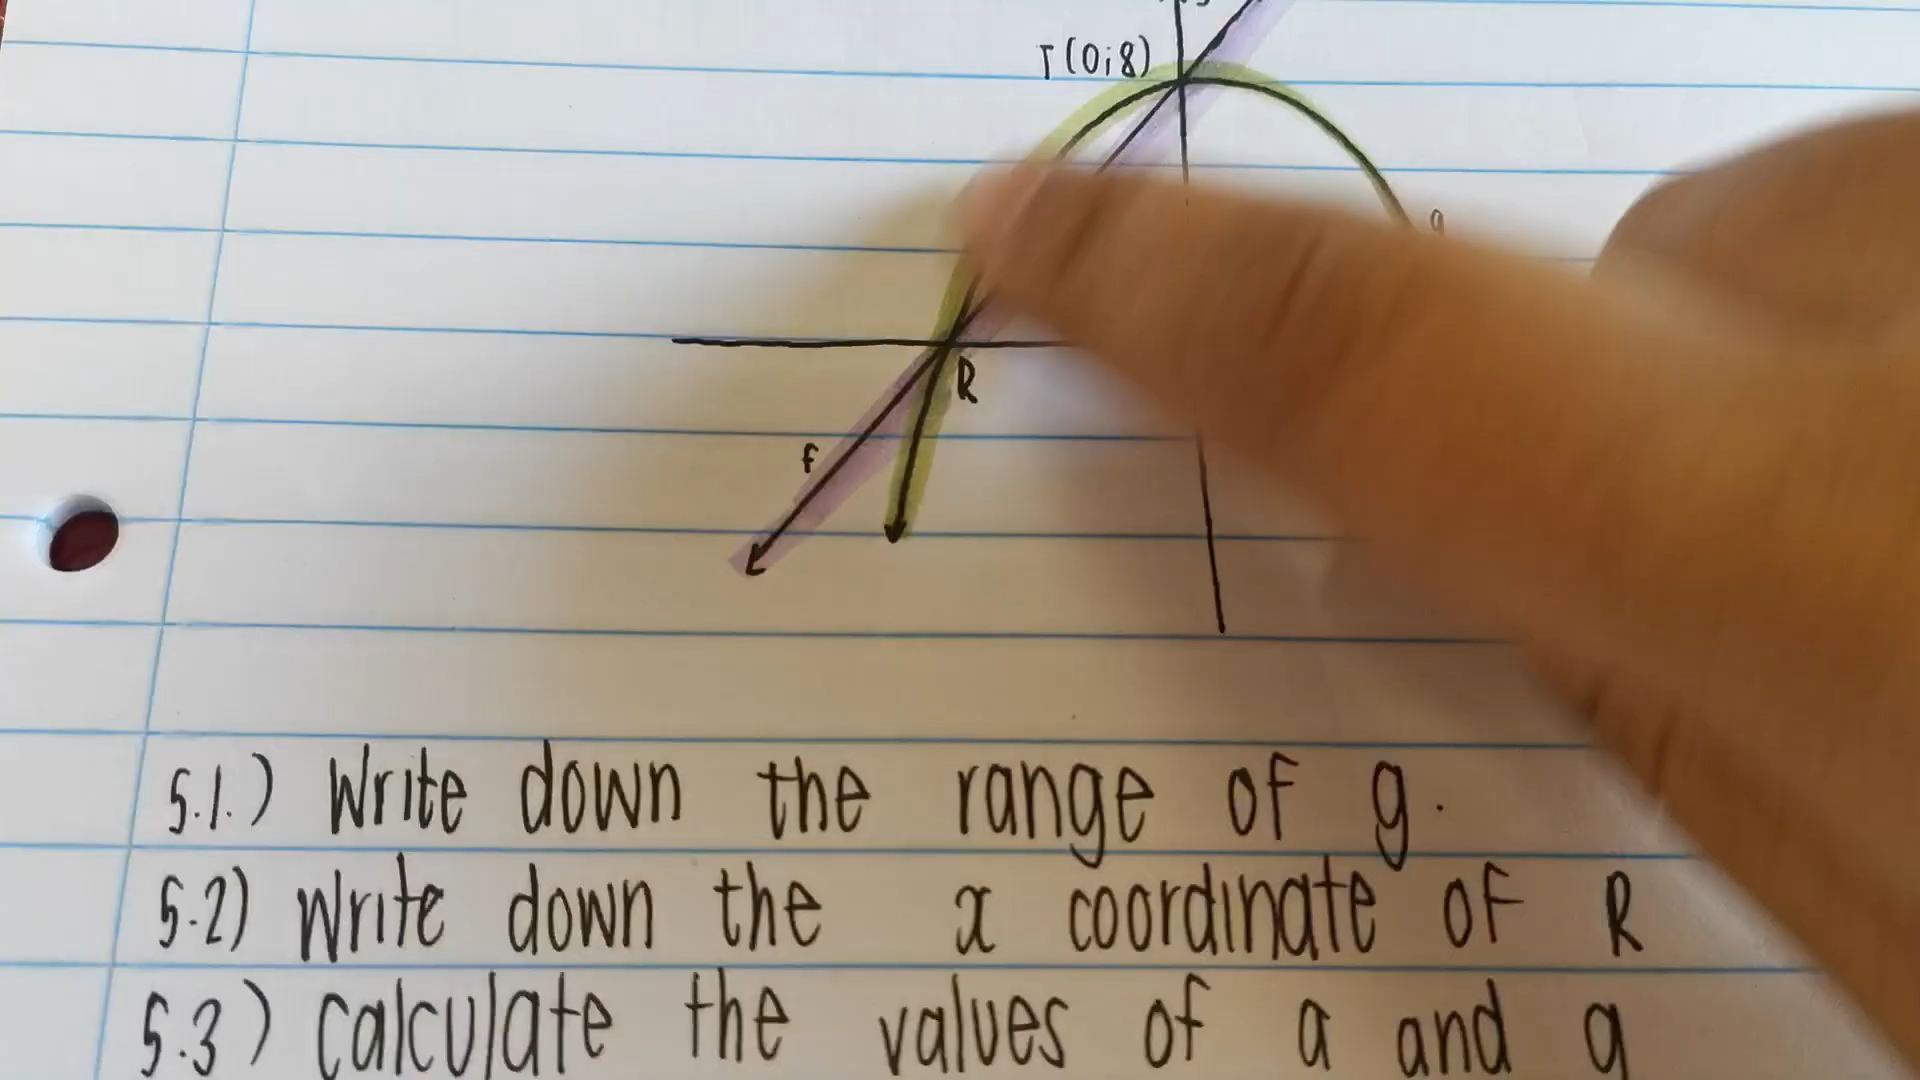 T(0;8)
g
R
f
5.1.) Write down the range of g.
5.2) Write down the x coordinate of R
5.3) Calculate the values of a and q